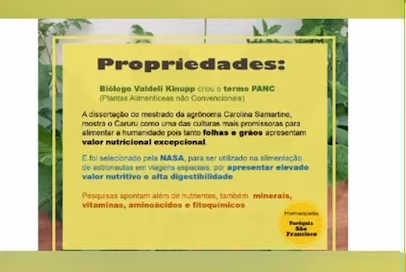 Propriedades:
Biólogo Valdeli Kinupp criou o termo PANC
(Plantas Alimentíceas não Convencionais)
A dissertação de mestrado da agrônoma Carolina Samartine,
mostra o Caruru como uma das culturas mais promissoras para
alimentar a humanidade pois tanto folhas e grãos apresentam
valor nutricional excepcional.
E foi selecionado pela NASA, para ser utilizado na alimentação
de astronautas em viagens espaciais, por apresentar elevado
valor nutritivo e alta digestibilidade.
Pesquisas apontam além de nutrientes, também minerais,
vitaminas, aminoácidos e fitoquímicos
Homeopatia
Paróquia
São
Francisco